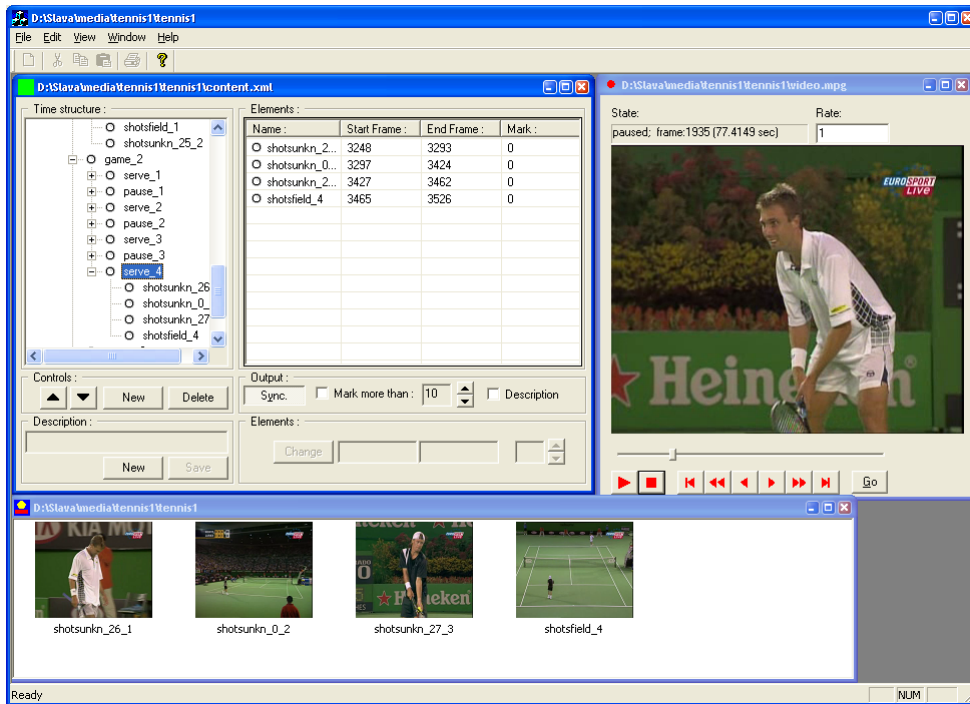 D:\Slava\media\tennis1\tennis1
File Edit View Window Help
D:\Slava\media\tennis1\tennis1\content.xml
Time structure :
shotsfield_1
shotsunkn_25_2
game_2
serve_1
pause_1
serve_2
pause_2
serve_3
pause_3
serve_4
shotsunkn_26
shotsunkn_0_
shotsunkn_27
shotsfield_4
Elements :
Name : Start Frame : End Frame : Mark :
shotsunkn_2... 3248 3293 0
shotsunkn_0... 3297 3424 0
shotsunkn_2... 3427 3462 0
shotsfield_4 3465 3526 0
Controls :
New Delete
Output :
Sync. Mark more than : 10 Description
Description :
New Save
Elements :
Change
D:\Slava\media\tennis1\tennis1\video.mpg
State: Rate:
paused; frame:1935 (77.4149 sec) 1
EUROSPORT
LIVE
Heineken
Go
D:\Slava\media\tennis1\tennis1
KIA MO
Heineken
shotsunkn_26_1 shotsunkn_0_2 shotsunkn_27_3 shotsfield_4
Ready NUM